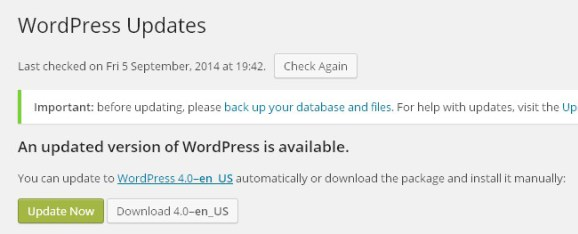 WordPress Updates
Last checked on Fri 5 September, 2014 at 19:42. Check Again
Important: before updating, please back up your database and files. For help with updates, visit the Up
An updated version of WordPress is available.
You can update to WordPress 4.0–en_US automatically or download the package and install it manually:
Update Now Download 4.0–en_US